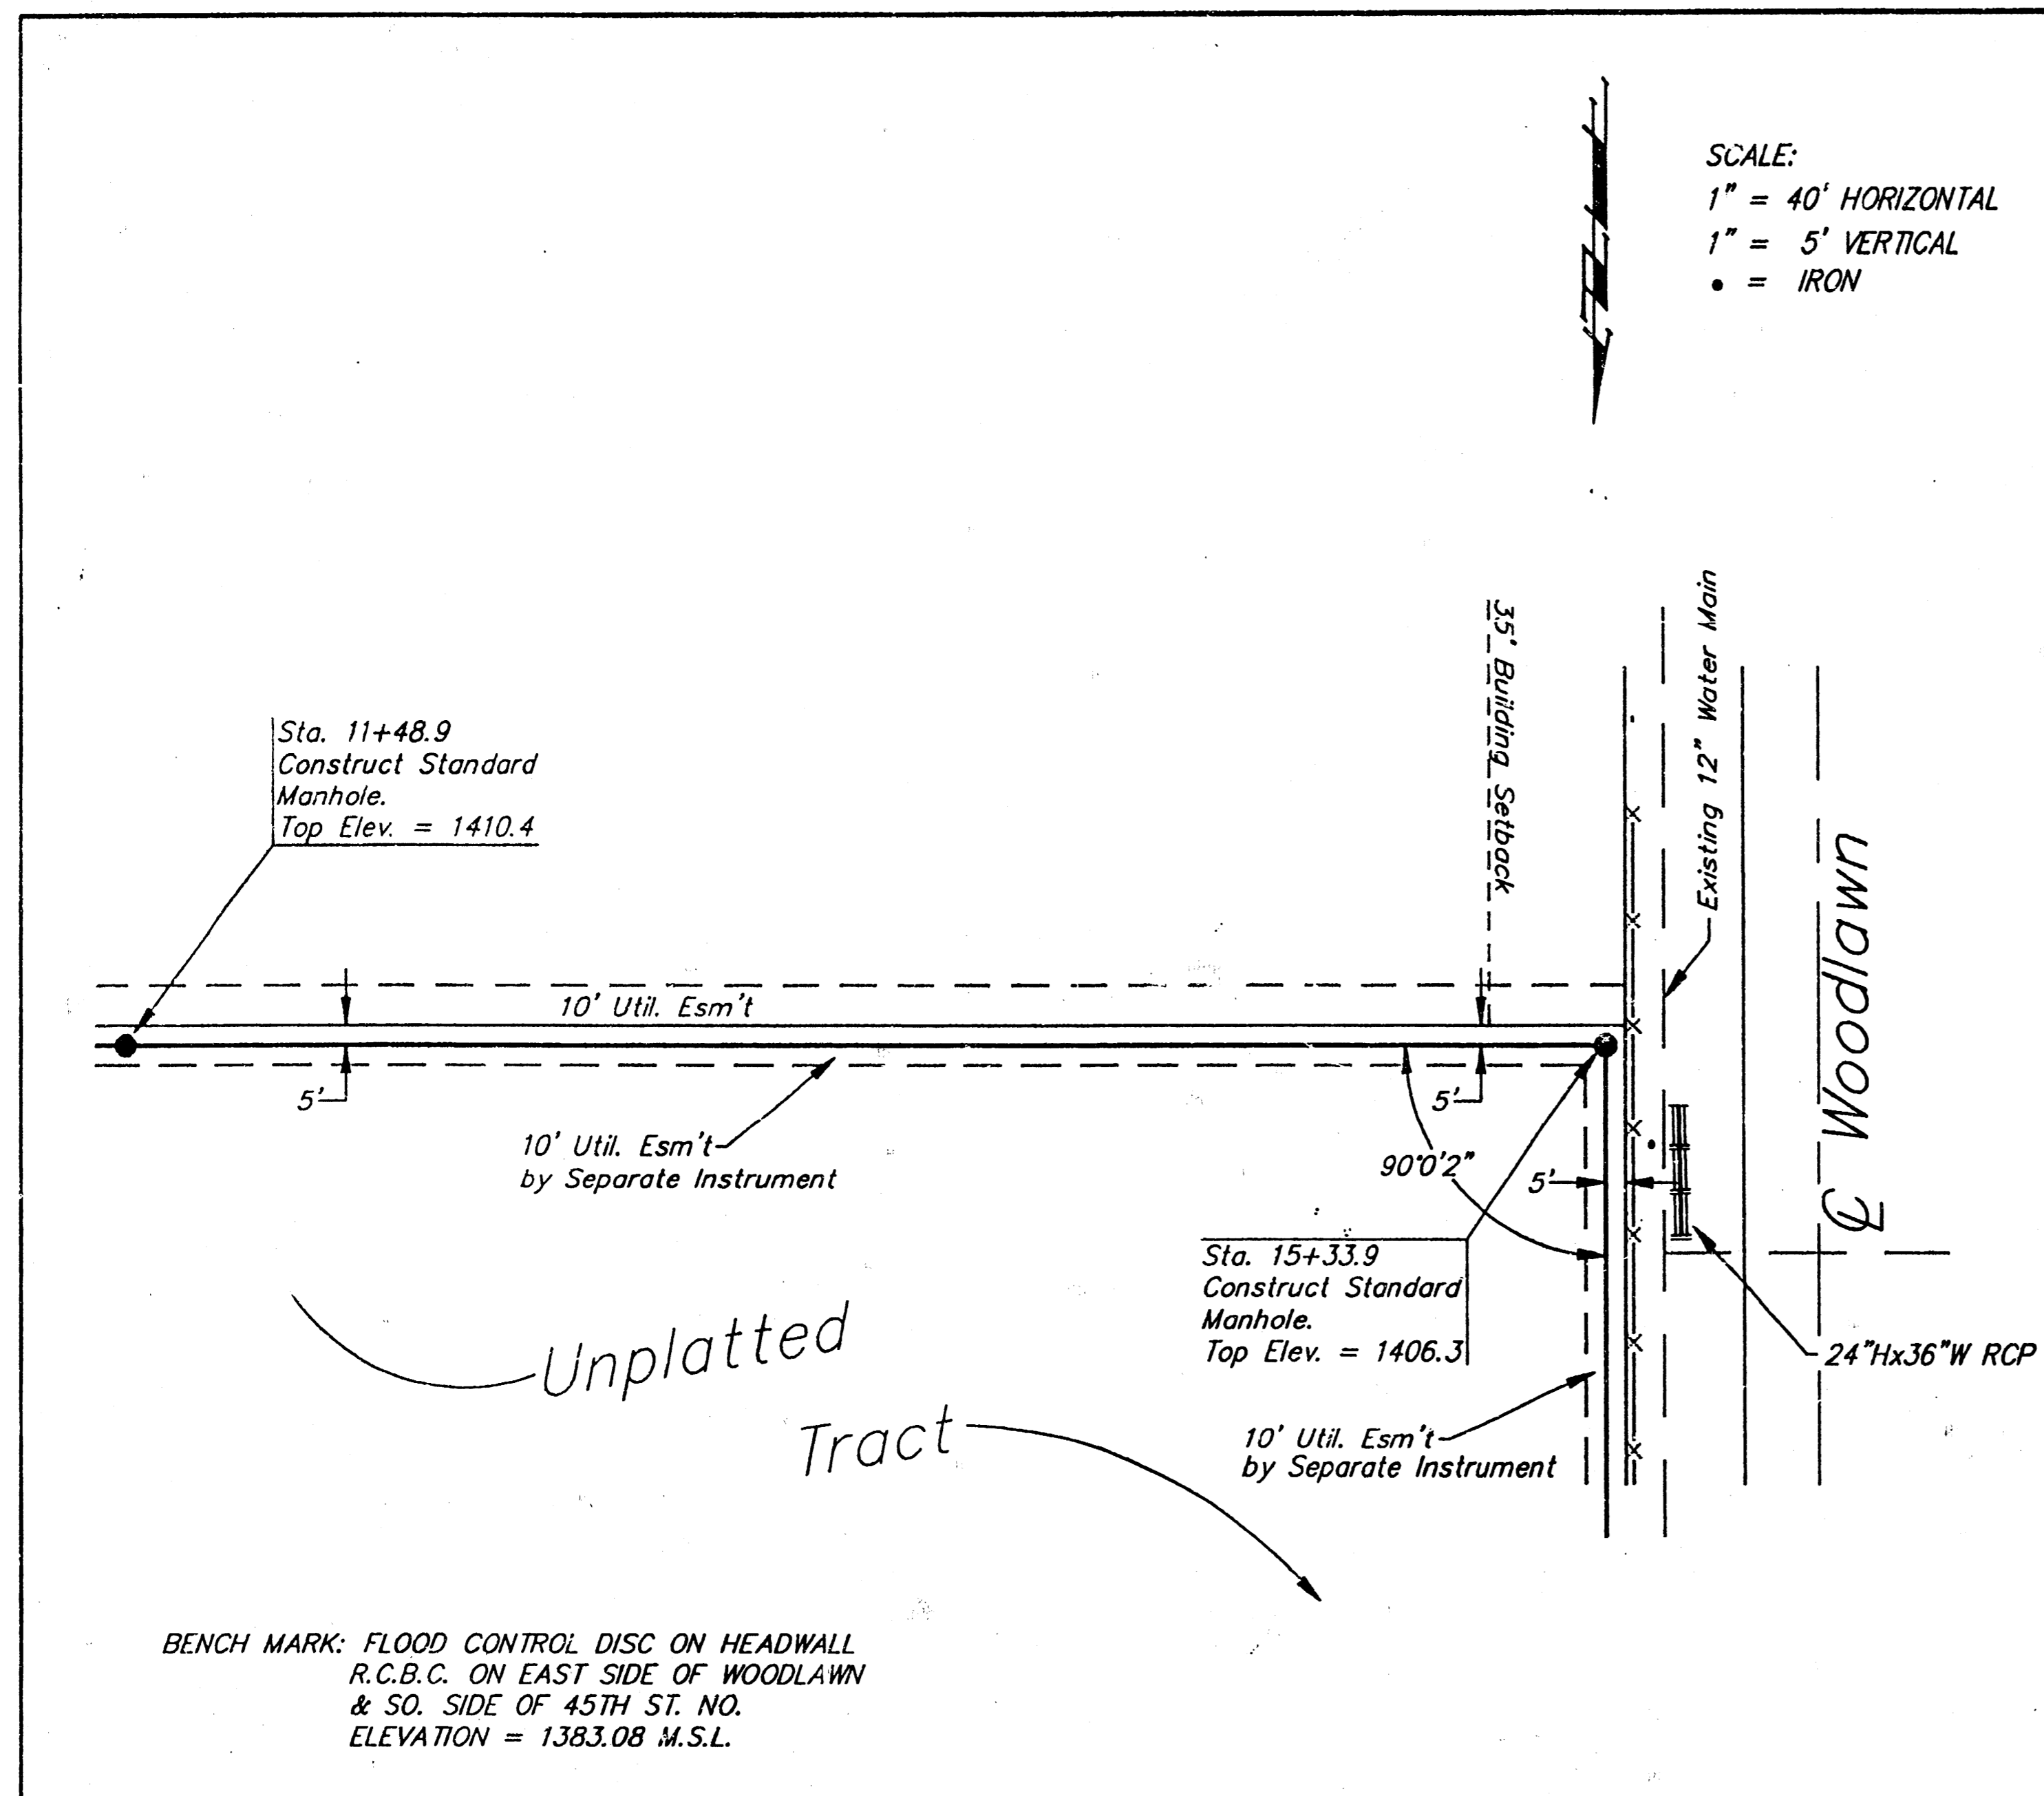 SCALE:
1" = 40' HORIZONTAL
1" = 5' VERTICAL
• = IRON
35' Building Setback
Existing 12" Water Main
Sta. 11+48.9
Construct Standard
Manhole.
Top Elev. = 1410.4
℄ Woodlawn
10' Util. Esm't
5'
5'
10' Util. Esm't
by Separate Instrument
90°0'2"
5'
Sta. 15+33.9
Construct Standard
Manhole.
Top Elev. = 1406.3
24"Hx36"W RCP
Unplatted
Tract
10' Util. Esm't
by Separate Instrument
BENCH MARK: FLOOD CONTROL DISC ON HEADWALL
R.C.B.C. ON EAST SIDE OF WOODLAWN
& SO. SIDE OF 45TH ST. NO.
ELEVATION = 1383.08 M.S.L.